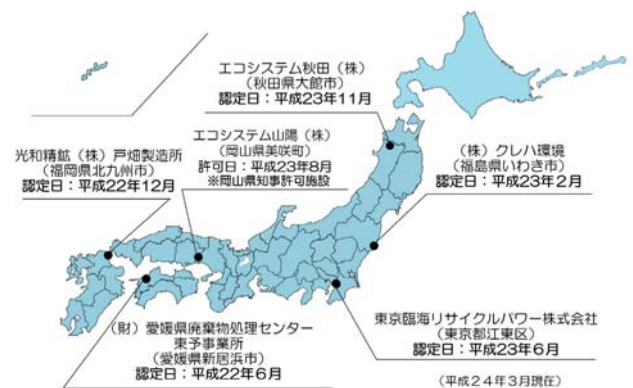 エコシステム秋田（株）
（秋田県大館市）
認定日：平成23年11月
エコシステム山陽（株）
（岡山県美咲町）
許可日：平成23年8月
※岡山県知事許可施設
光和精鉱（株）戸畑製造所
（福岡県北九州市）
認定日：平成22年12月
（株）クレハ環境
（福島県いわき市）
認定日：平成23年2月
東京臨海リサイクルパワー株式会社
（東京都江東区）
認定日：平成23年6月
（財）愛媛県廃棄物処理センター
東予事業所
（愛媛県新居浜市）
認定日：平成22年6月
（平成２４年３月現在）